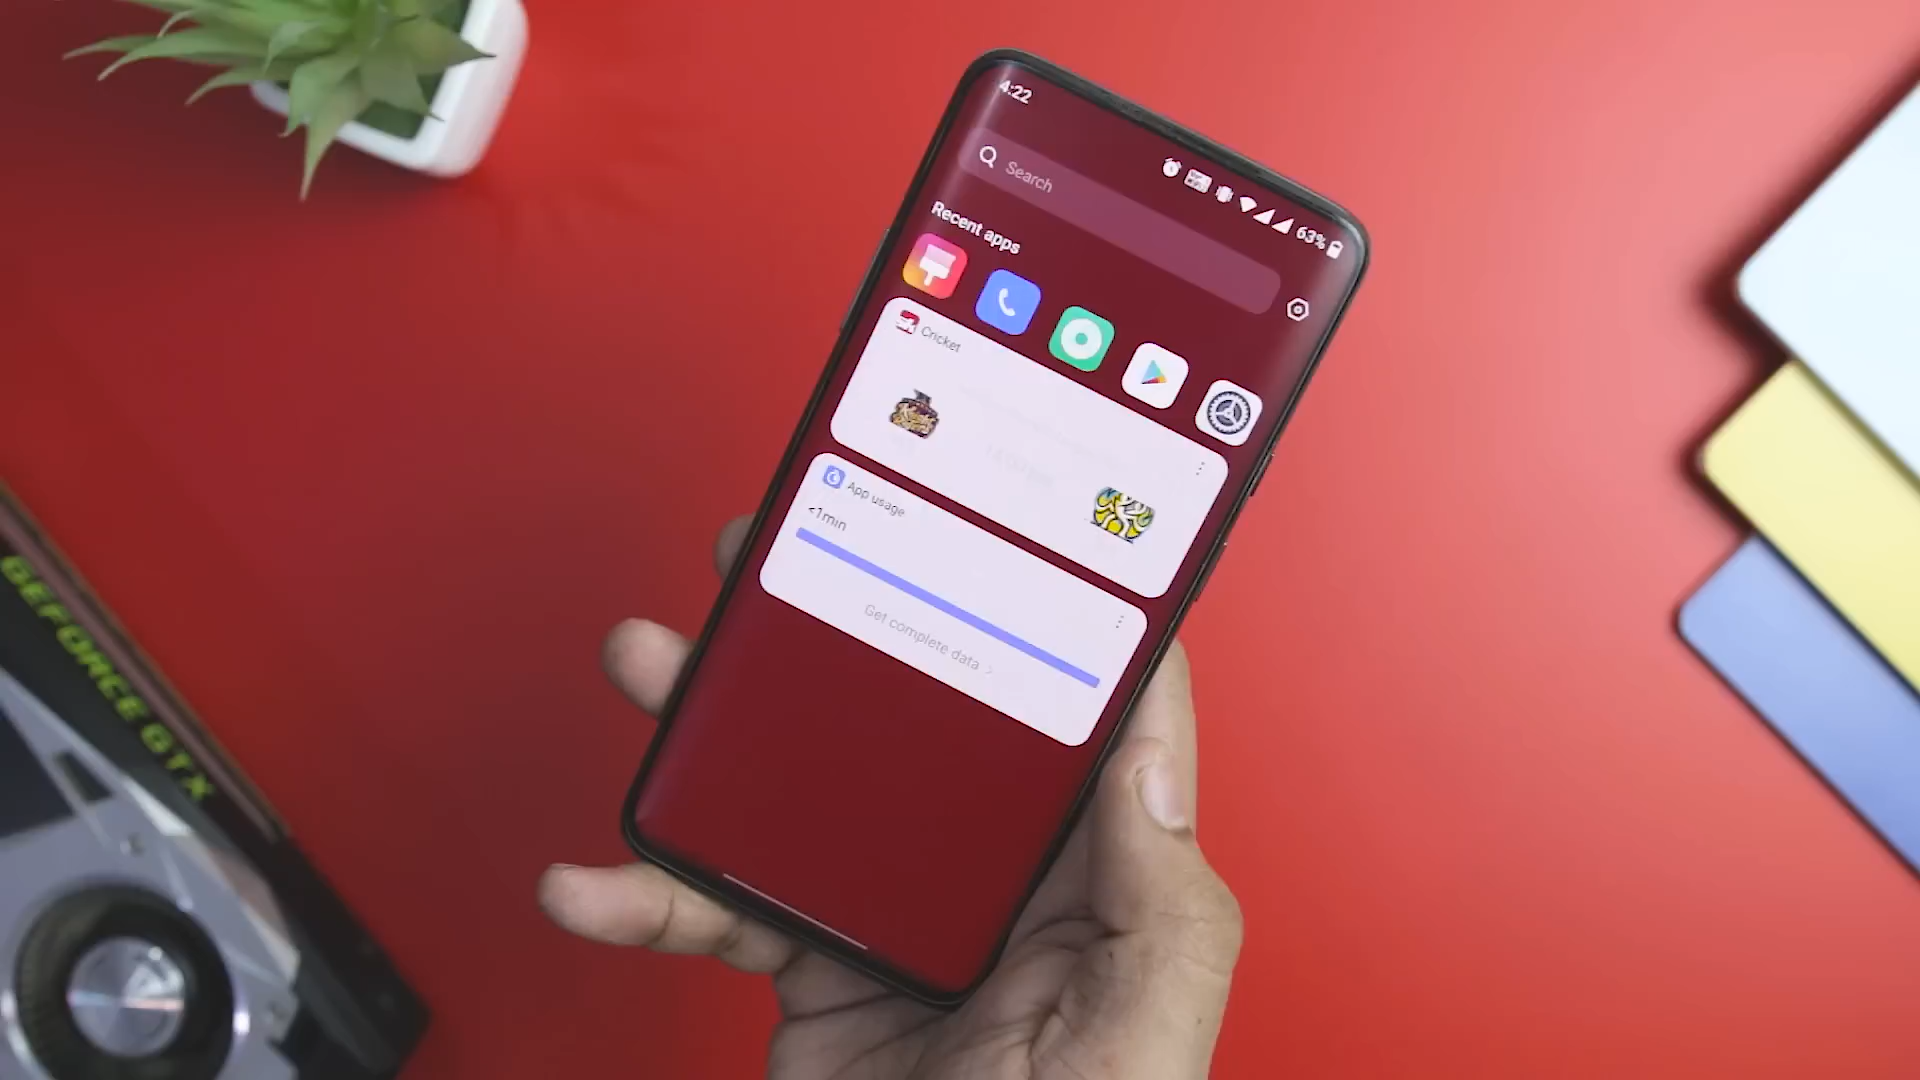 4:22
63%
Search
Recent apps
Cricket
App usage
<1min
Get complete data >
GEFORCE GTX